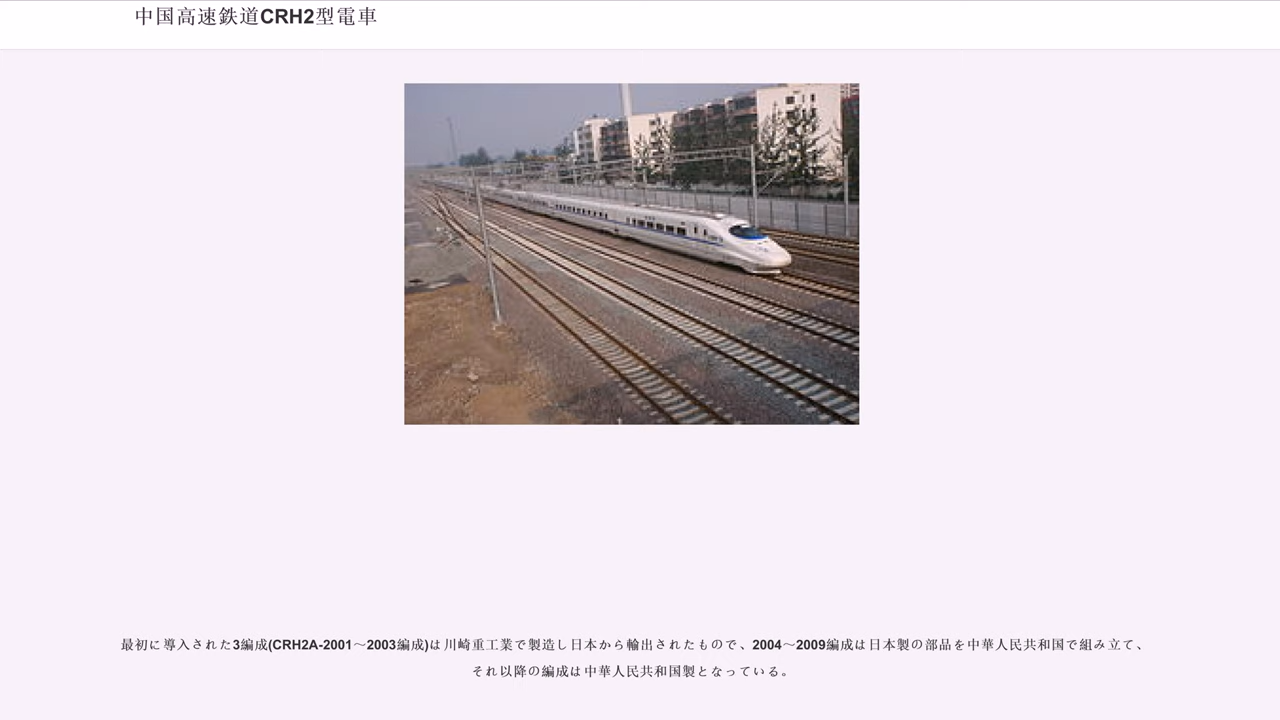 中国高速鉄道CRH2型電車
最初に導入された3編成(CRH2A-2001～2003編成)は川崎重工業で製造し日本から輸出されたもので、2004～2009編成は日本製の部品を中華人民共和国で組み立て、
それ以降の編成は中華人民共和国製となっている。